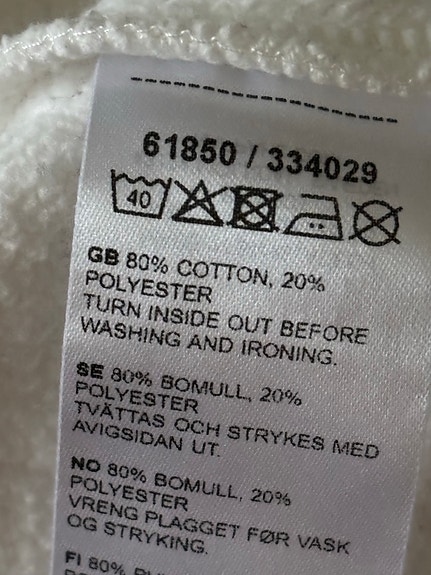 61850 / 334029
40
GB 80% COTTON, 20%
POLYESTER
TURN INSIDE OUT BEFORE
WASHING AND IRONING.
SE 80% BOMULL, 20%
POLYESTER
TVÄTTAS OCH STRYKES MED
AVIGSIDAN UT.
NO 80% BOMULL, 20%
POLYESTER
VRENG PLAGGET FØR VASK
OG STRYKING.
FI 80%